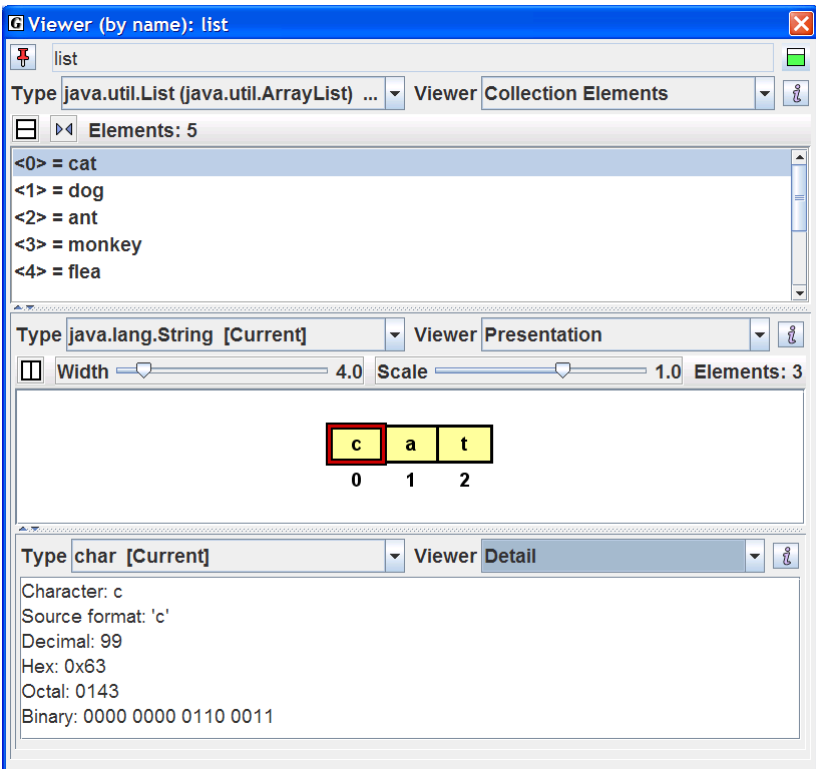 G Viewer (by name): list
list
Type java.util.List (java.util.ArrayList) ... Viewer Collection Elements i
Elements: 5
<0> = cat
<1> = dog
<2> = ant
<3> = monkey
<4> = flea
Type java.lang.String [Current] Viewer Presentation i
Width 4.0 Scale 1.0 Elements: 3
c a t
0 1 2
Type char [Current] Viewer Detail i
Character: c
Source format: 'c'
Decimal: 99
Hex: 0x63
Octal: 0143
Binary: 0000 0000 0110 0011